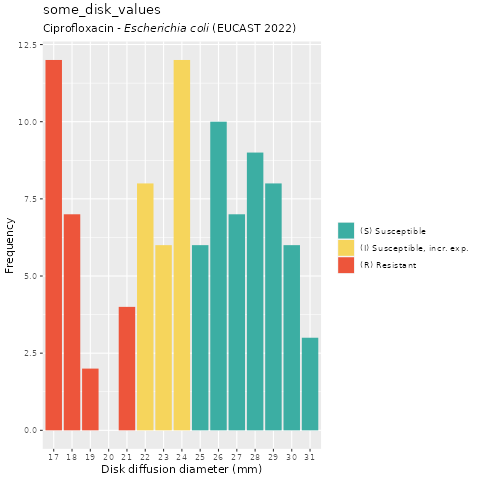 some_disk_values
Ciprofloxacin - Escherichia coli (EUCAST 2022)
12.5
10.0
7.5
5.0
2.5
0.0
Frequency
17 18 19 20 21 22 23 24 25 26 27 28 29 30 31
Disk diffusion diameter (mm)
(S) Susceptible
(I) Susceptible, incr. exp.
(R) Resistant